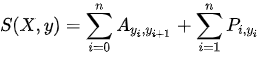 $S(X, y) = \sum_{i=0}^{n} A_{y_i, y_{i+1}} + \sum_{i=1}^{n} P_{i, y_i}$